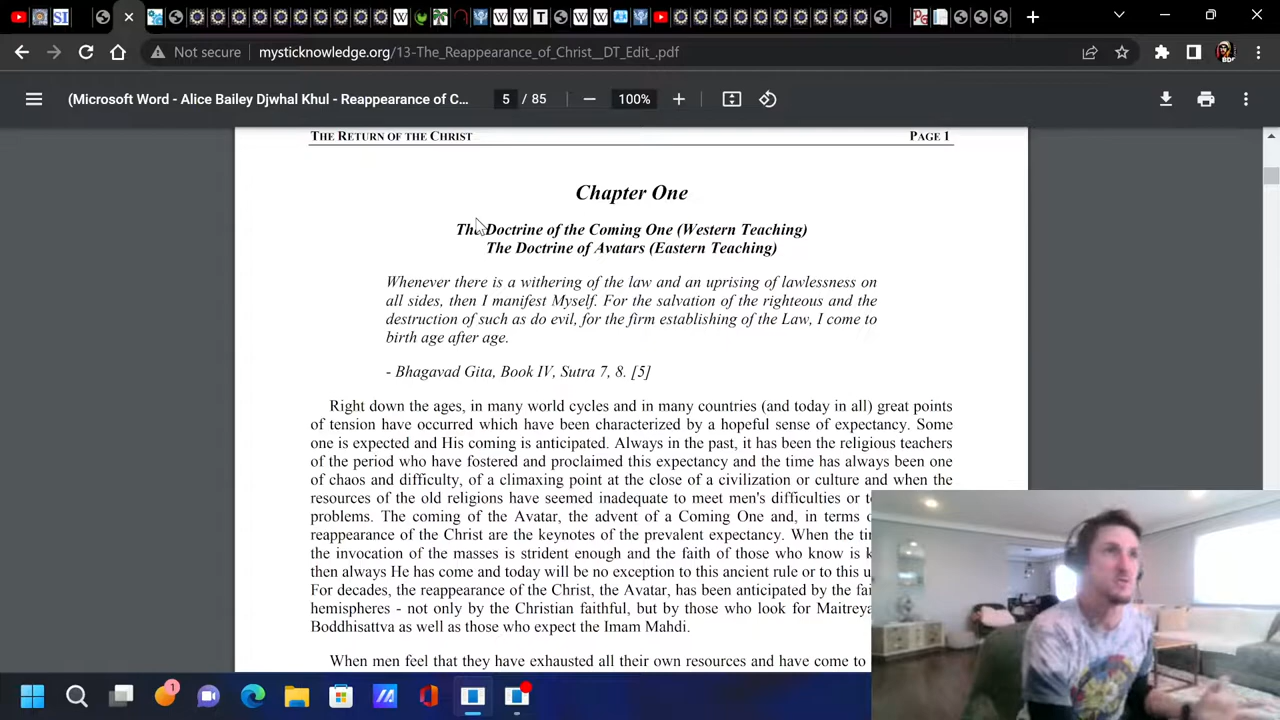 Not secure
mysticknowledge.org/13-The_Reappearance_of_Christ__DT_Edit_.pdf
(Microsoft Word - Alice Bailey Djwhal Khul - Reappearance of C...
5 / 85
100%
THE RETURN OF THE CHRIST
PAGE 1
Chapter One
The Doctrine of the Coming One (Western Teaching)
The Doctrine of Avatars (Eastern Teaching)
Whenever there is a withering of the law and an uprising of lawlessness on
all sides, then I manifest Myself. For the salvation of the righteous and the
destruction of such as do evil, for the firm establishing of the Law, I come to
birth age after age.
- Bhagavad Gita, Book IV, Sutra 7, 8. [5]
Right down the ages, in many world cycles and in many countries (and today in all) great points
of tension have occurred which have been characterized by a hopeful sense of expectancy. Some
one is expected and His coming is anticipated. Always in the past, it has been the religious teachers
of the period who have fostered and proclaimed this expectancy and the time has always been one
of chaos and difficulty, of a climaxing point at the close of a civilization or culture and when the
resources of the old religions have seemed inadequate to meet men's difficulties or to
problems. The coming of the Avatar, the advent of a Coming One and, in terms o
reappearance of the Christ are the keynotes of the prevalent expectancy. When the ti
the invocation of the masses is strident enough and the faith of those who know is k
then always He has come and today will be no exception to this ancient rule or to this u
For decades, the reappearance of the Christ, the Avatar, has been anticipated by the fai
hemispheres - not only by the Christian faithful, but by those who look for Maitreya
Boddhisattva as well as those who expect the Imam Mahdi.
When men feel that they have exhausted all their own resources and have come to
1